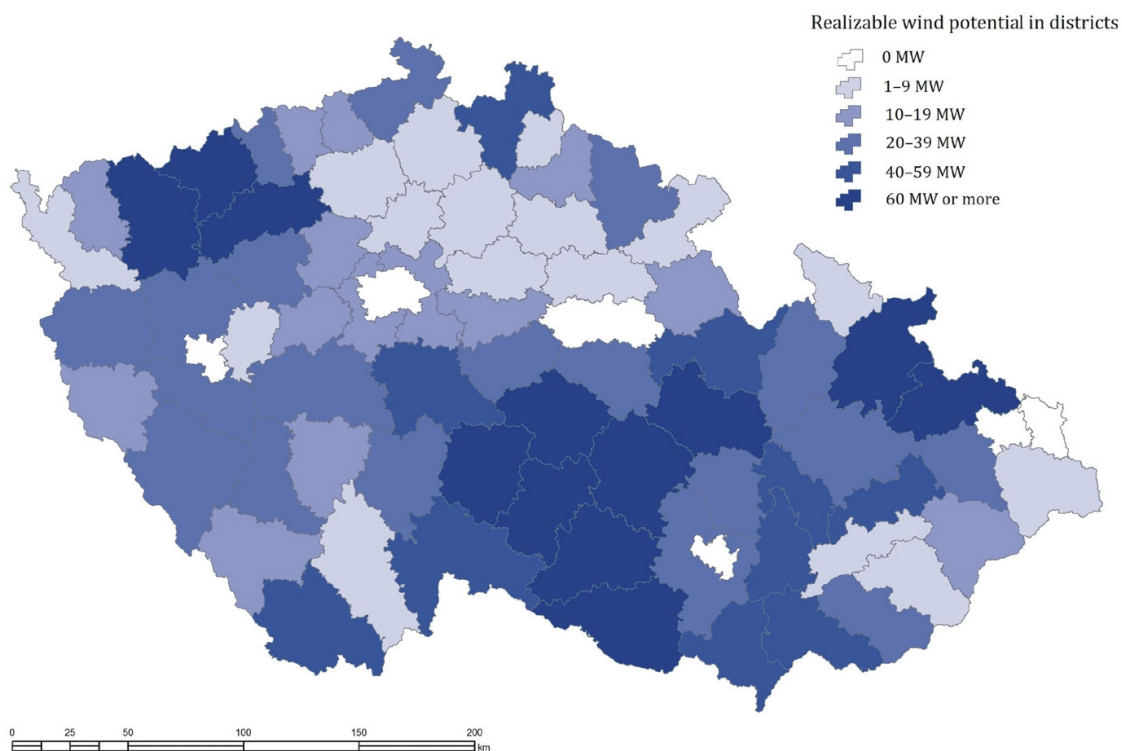 Realizable wind potential in districts
0 MW
1–9 MW
10–19 MW
20–39 MW
40–59 MW
60 MW or more
0 25 50 100 150 200
km